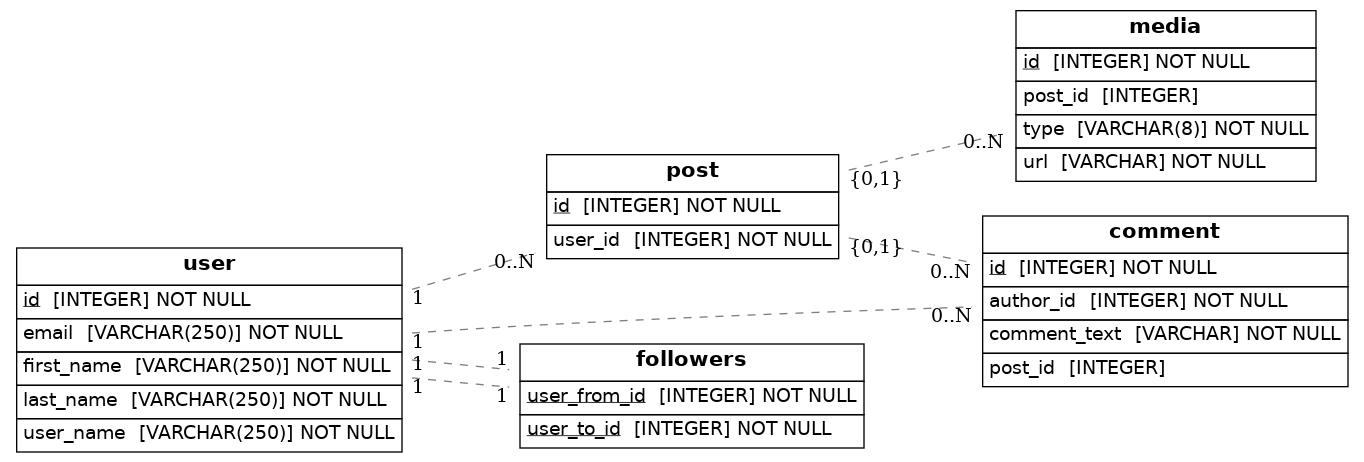 media
id [INTEGER] NOT NULL
post_id [INTEGER]
type [VARCHAR(8)] NOT NULL
url [VARCHAR] NOT NULL
0..N
{0,1}
post
id [INTEGER] NOT NULL
user_id [INTEGER] NOT NULL
{0,1}
0..N
comment
id [INTEGER] NOT NULL
author_id [INTEGER] NOT NULL
comment_text [VARCHAR] NOT NULL
post_id [INTEGER]
0..N
0..N
1
user
id [INTEGER] NOT NULL
email [VARCHAR(250)] NOT NULL
first_name [VARCHAR(250)] NOT NULL
last_name [VARCHAR(250)] NOT NULL
user_name [VARCHAR(250)] NOT NULL
1
1
1
1
1
followers
user_from_id [INTEGER] NOT NULL
user_to_id [INTEGER] NOT NULL